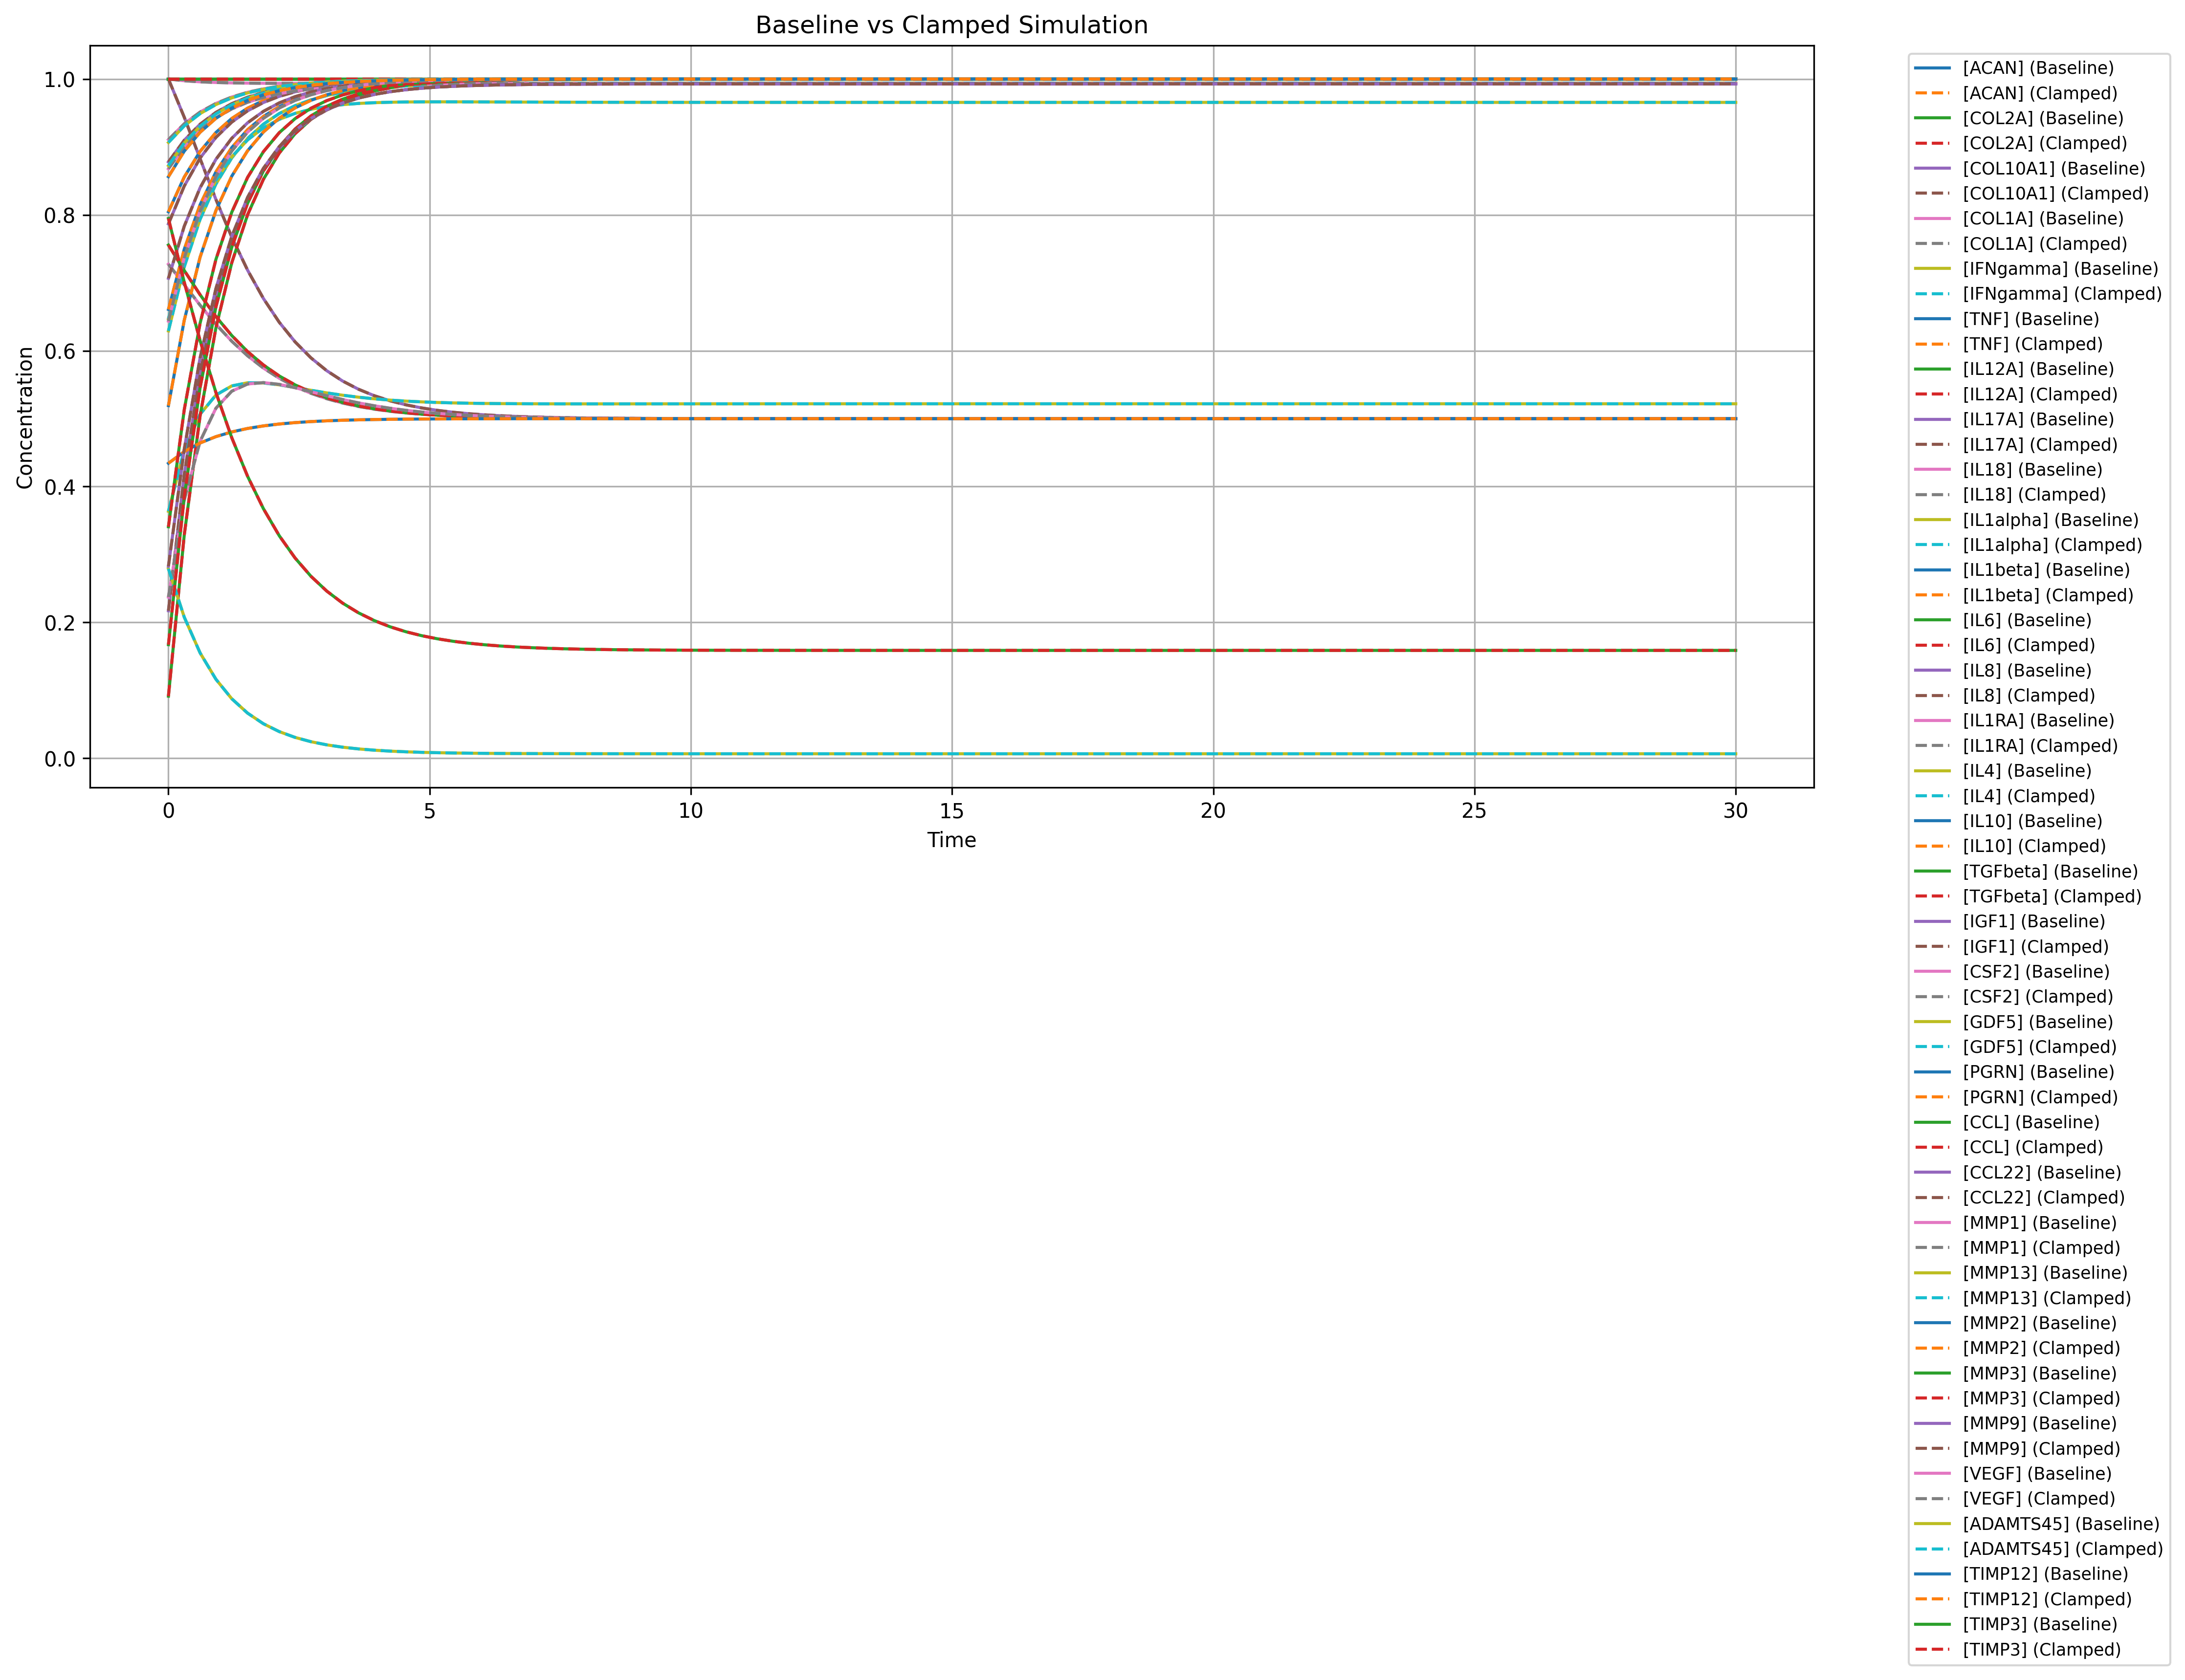 Baseline vs Clamped Simulation
1.0
0.8
0.6
0.4
0.2
0.0
Concentration
0
5
10
15
20
25
30
Time
[ACAN] (Baseline)
[ACAN] (Clamped)
[COL2A] (Baseline)
[COL2A] (Clamped)
[COL10A1] (Baseline)
[COL10A1] (Clamped)
[COL1A] (Baseline)
[COL1A] (Clamped)
[IFNgamma] (Baseline)
[IFNgamma] (Clamped)
[TNF] (Baseline)
[TNF] (Clamped)
[IL12A] (Baseline)
[IL12A] (Clamped)
[IL17A] (Baseline)
[IL17A] (Clamped)
[IL18] (Baseline)
[IL18] (Clamped)
[IL1alpha] (Baseline)
[IL1alpha] (Clamped)
[IL1beta] (Baseline)
[IL1beta] (Clamped)
[IL6] (Baseline)
[IL6] (Clamped)
[IL8] (Baseline)
[IL8] (Clamped)
[IL1RA] (Baseline)
[IL1RA] (Clamped)
[IL4] (Baseline)
[IL4] (Clamped)
[IL10] (Baseline)
[IL10] (Clamped)
[TGFbeta] (Baseline)
[TGFbeta] (Clamped)
[IGF1] (Baseline)
[IGF1] (Clamped)
[CSF2] (Baseline)
[CSF2] (Clamped)
[GDF5] (Baseline)
[GDF5] (Clamped)
[PGRN] (Baseline)
[PGRN] (Clamped)
[CCL] (Baseline)
[CCL] (Clamped)
[CCL22] (Baseline)
[CCL22] (Clamped)
[MMP1] (Baseline)
[MMP1] (Clamped)
[MMP13] (Baseline)
[MMP13] (Clamped)
[MMP2] (Baseline)
[MMP2] (Clamped)
[MMP3] (Baseline)
[MMP3] (Clamped)
[MMP9] (Baseline)
[MMP9] (Clamped)
[VEGF] (Baseline)
[VEGF] (Clamped)
[ADAMTS45] (Baseline)
[ADAMTS45] (Clamped)
[TIMP12] (Baseline)
[TIMP12] (Clamped)
[TIMP3] (Baseline)
[TIMP3] (Clamped)